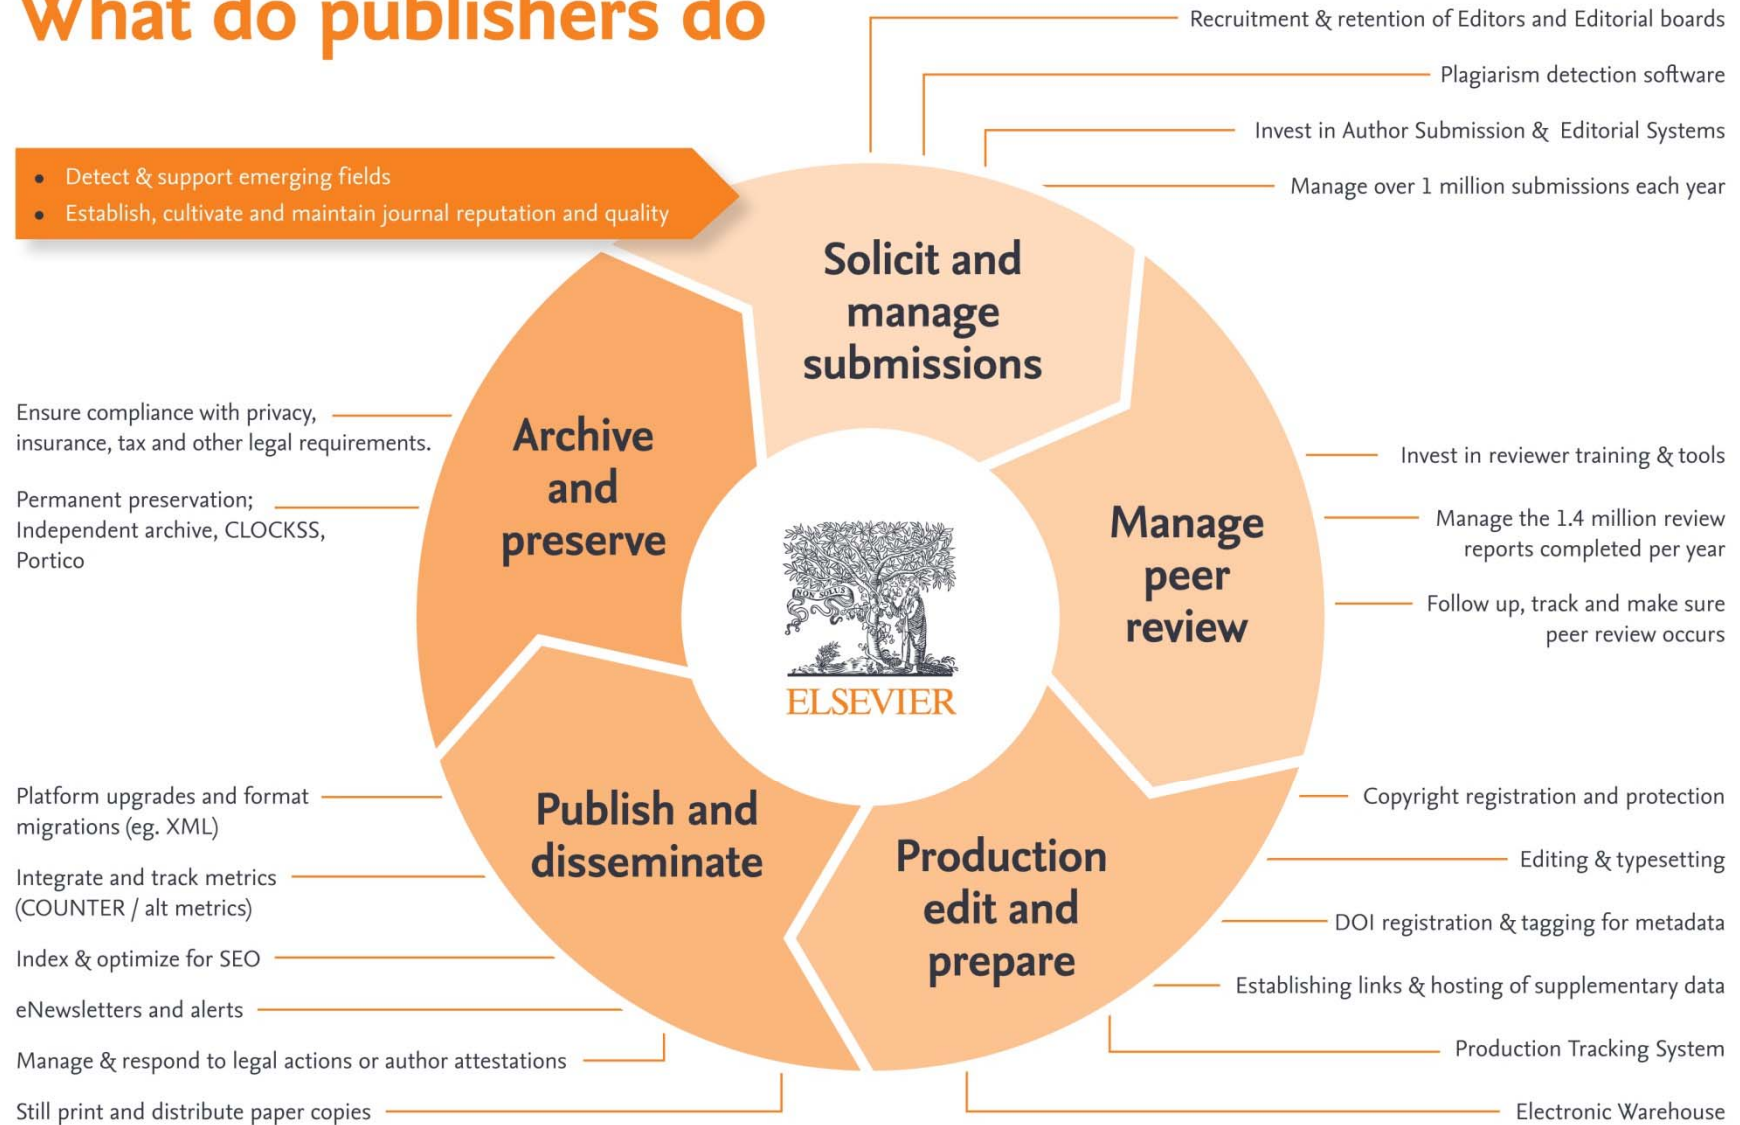 What do publishers do
Recruitment & retention of Editors and Editorial boards
Plagiarism detection software
Invest in Author Submission & Editorial Systems
Manage over 1 million submissions each year
• Detect & support emerging fields
• Establish, cultivate and maintain journal reputation and quality
Solicit and
manage
submissions
Invest in reviewer training & tools
Manage the 1.4 million review
reports completed per year
Follow up, track and make sure
peer review occurs
Manage
peer
review
Copyright registration and protection
Editing & typesetting
DOI registration & tagging for metadata
Establishing links & hosting of supplementary data
Production Tracking System
Electronic Warehouse
Production
edit and
prepare
Publish and
disseminate
Platform upgrades and format
migrations (eg. XML)
Integrate and track metrics
(COUNTER / alt metrics)
Index & optimize for SEO
eNewsletters and alerts
Manage & respond to legal actions or author attestations
Still print and distribute paper copies
Archive
and
preserve
Ensure compliance with privacy,
insurance, tax and other legal requirements.
Permanent preservation;
Independent archive, CLOCKSS,
Portico
NON SOLUS
ELSEVIER